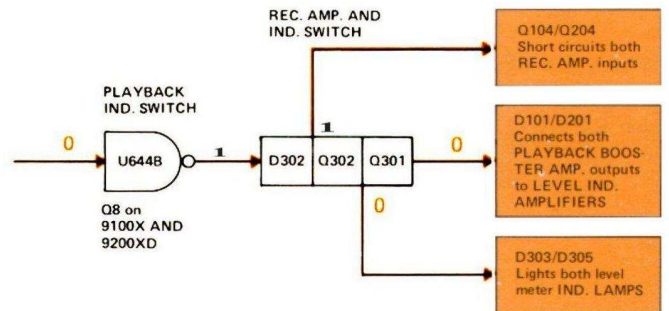 REC. AMP. AND
IND. SWITCH
Q104/Q204
Short circuits both
REC. AMP. inputs
PLAYBACK
IND. SWITCH
0
U644B
1
D302
1
Q302
Q301
0
0
Q8 on
9100X AND
9200XD
D101/D201
Connects both
PLAYBACK BOOS-
TER AMP. outputs
to LEVEL IND.
AMPLIFIERS
D303/D305
Lights both level
meter IND. LAMPS